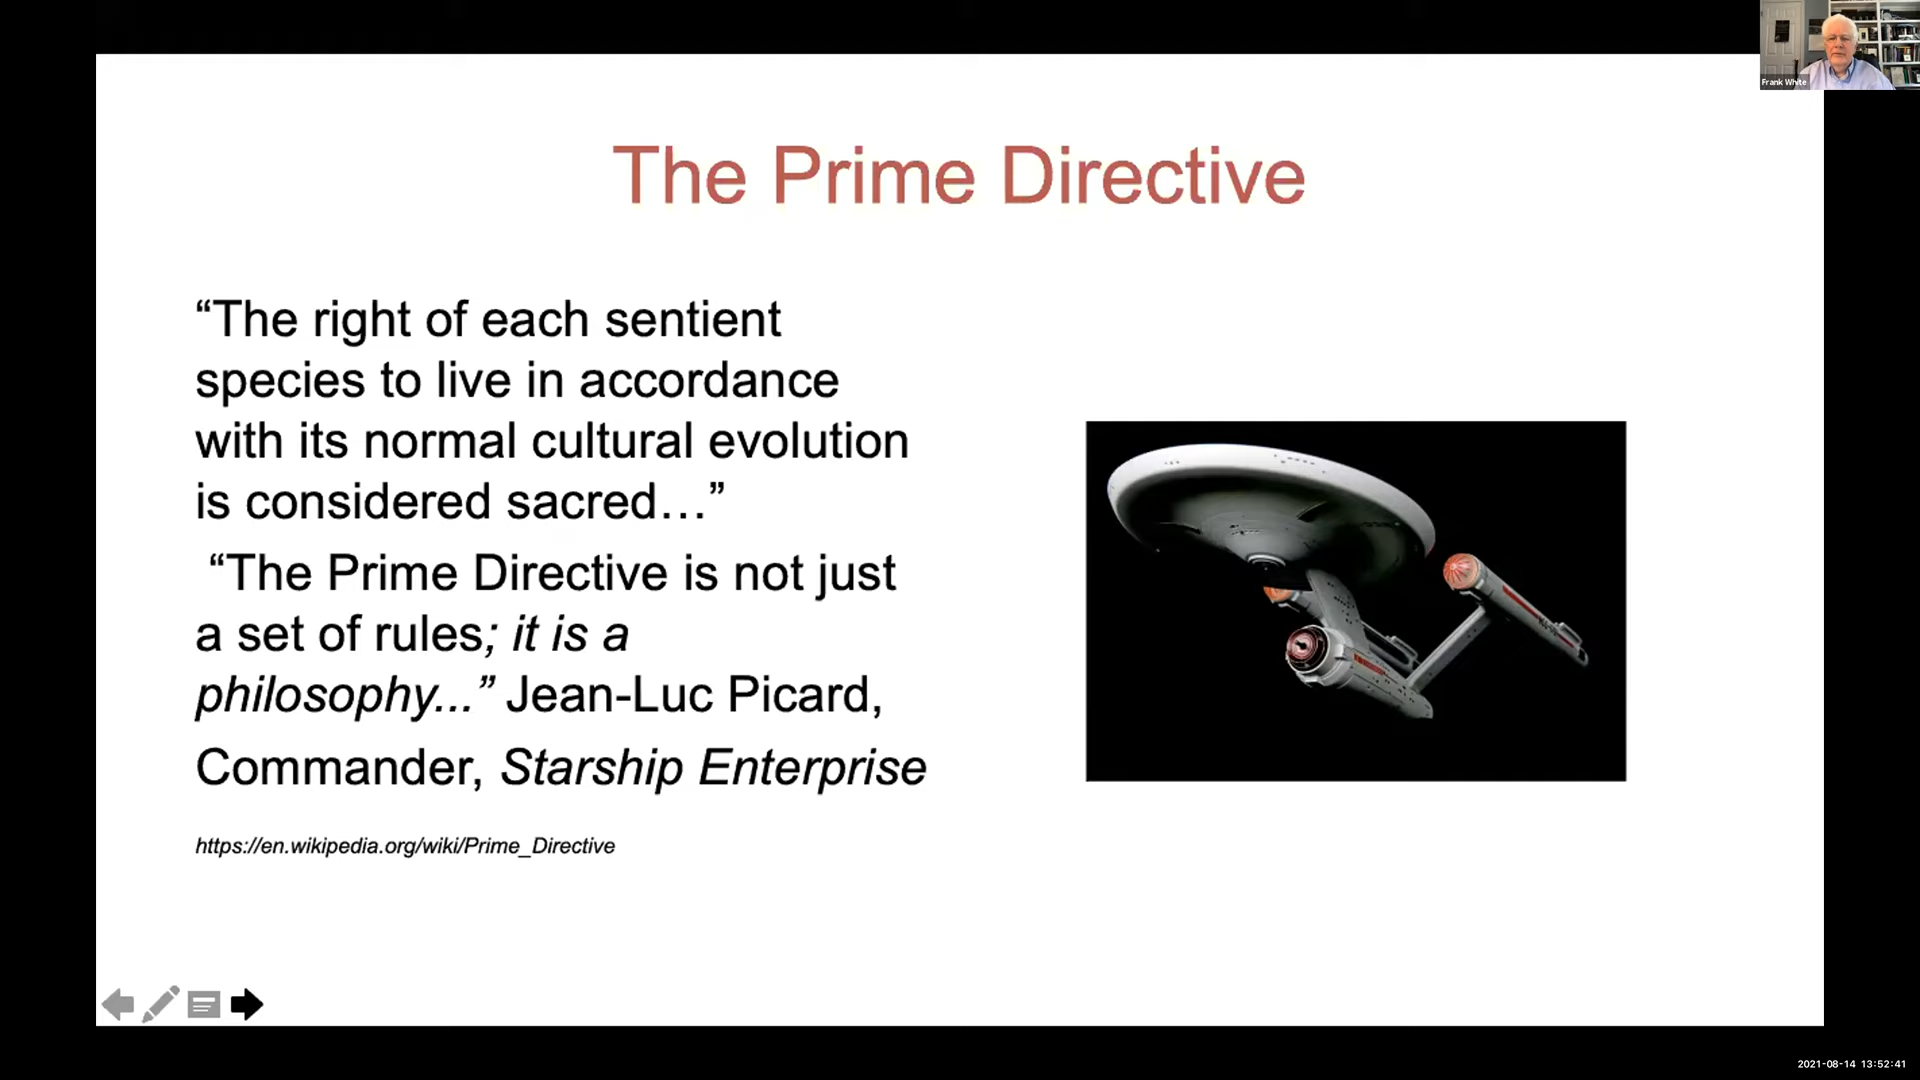 Frank White
The Prime Directive
“The right of each sentient
species to live in accordance
with its normal cultural evolution
is considered sacred…”
“The Prime Directive is not just
a set of rules; it is a
philosophy...” Jean-Luc Picard,
Commander, Starship Enterprise
https://en.wikipedia.org/wiki/Prime_Directive
2021-08-14 13:52:41